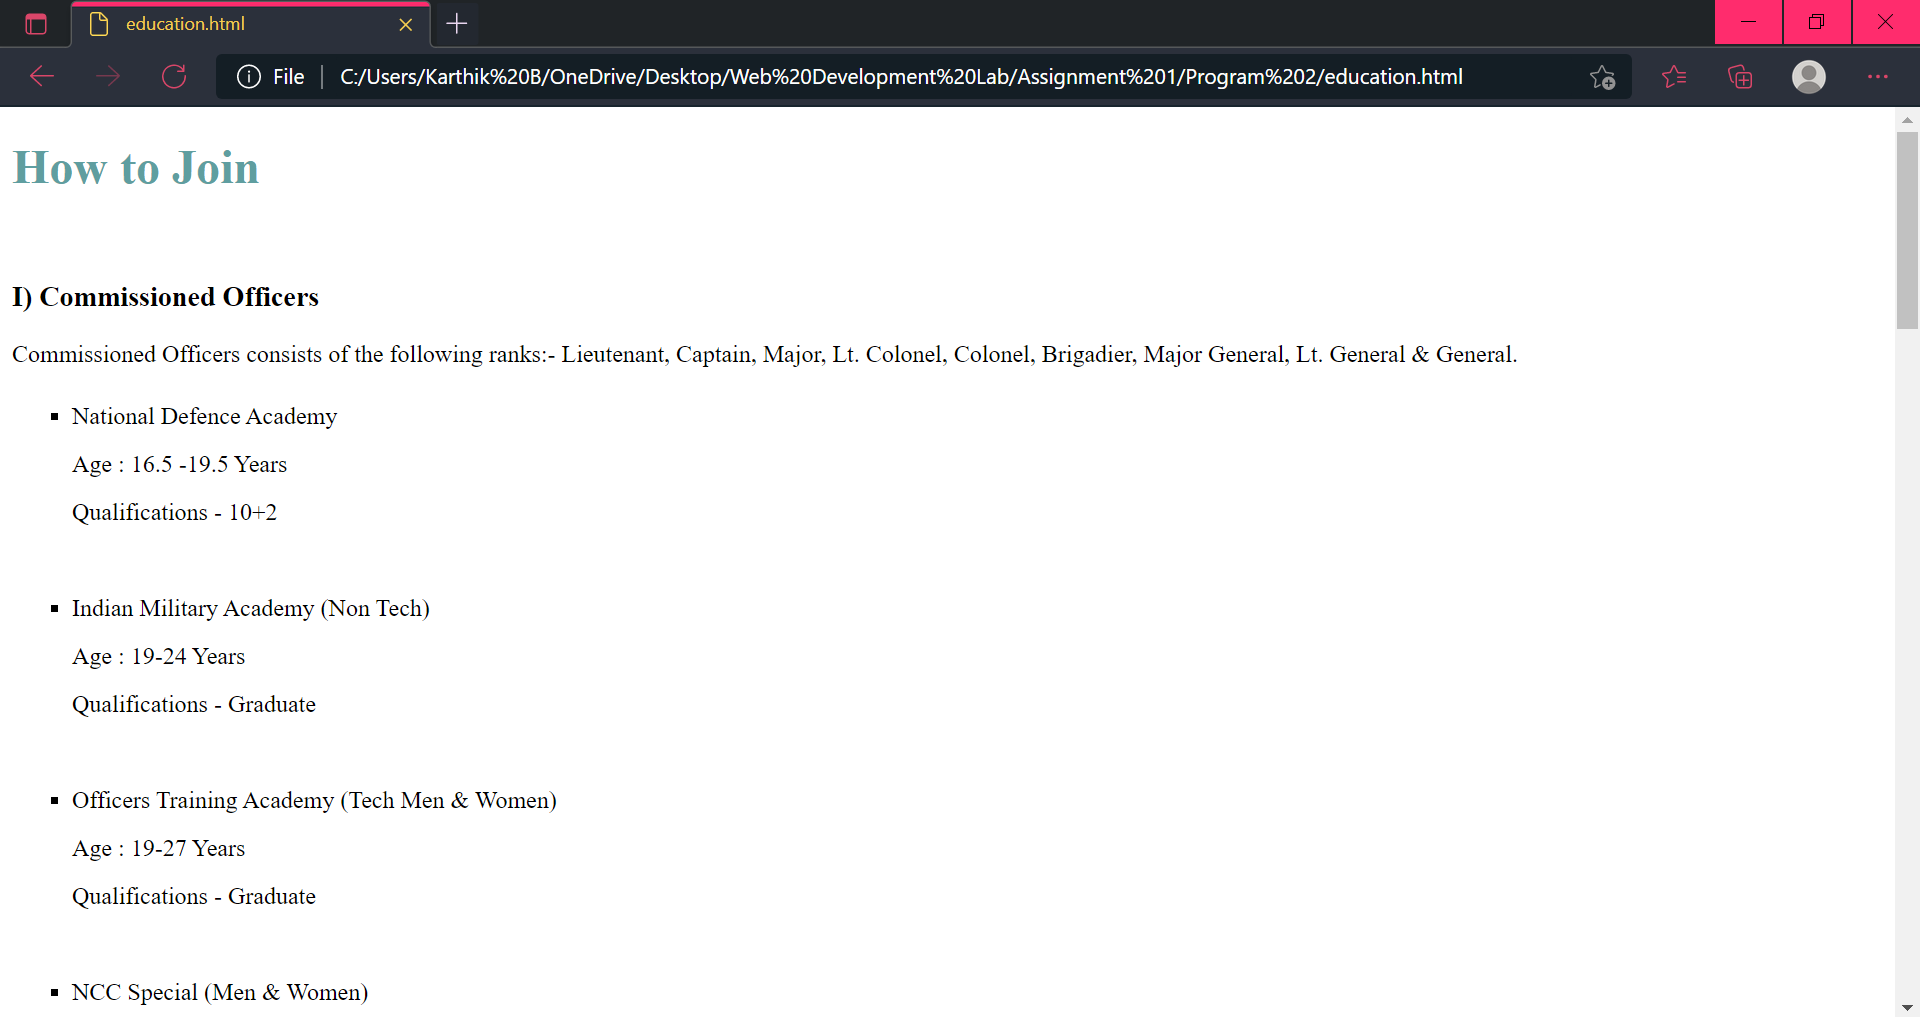 education.html
File
C:/Users/Karthik%20B/OneDrive/Desktop/Web%20Development%20Lab/Assignment%201/Program%202/education.html
How to Join
I) Commissioned Officers
Commissioned Officers consists of the following ranks:- Lieutenant, Captain, Major, Lt. Colonel, Colonel, Brigadier, Major General, Lt. General & General.
National Defence Academy
Age : 16.5 -19.5 Years
Qualifications - 10+2
Indian Military Academy (Non Tech)
Age : 19-24 Years
Qualifications - Graduate
Officers Training Academy (Tech Men & Women)
Age : 19-27 Years
Qualifications - Graduate
NCC Special (Men & Women)